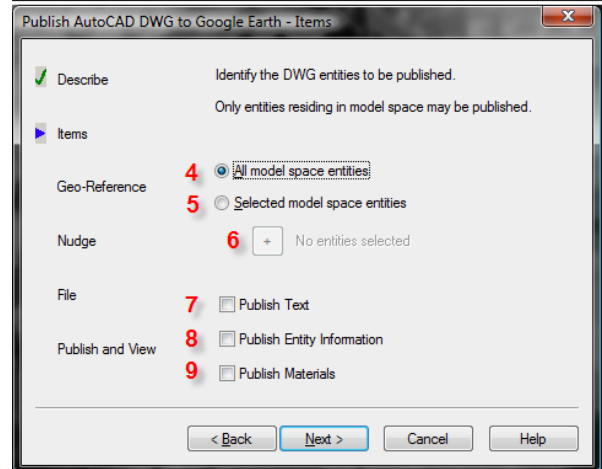 Publish AutoCAD DWG to Google Earth - Items
Describe
Identify the DWG entities to be published.
Only entities residing in model space may be published.
Items
4 All model space entities
Geo-Reference
5 Selected model space entities
Nudge
6 + No entities selected
File
7 Publish Text
8 Publish Entity Information
Publish and View
9 Publish Materials
< Back Next > Cancel Help